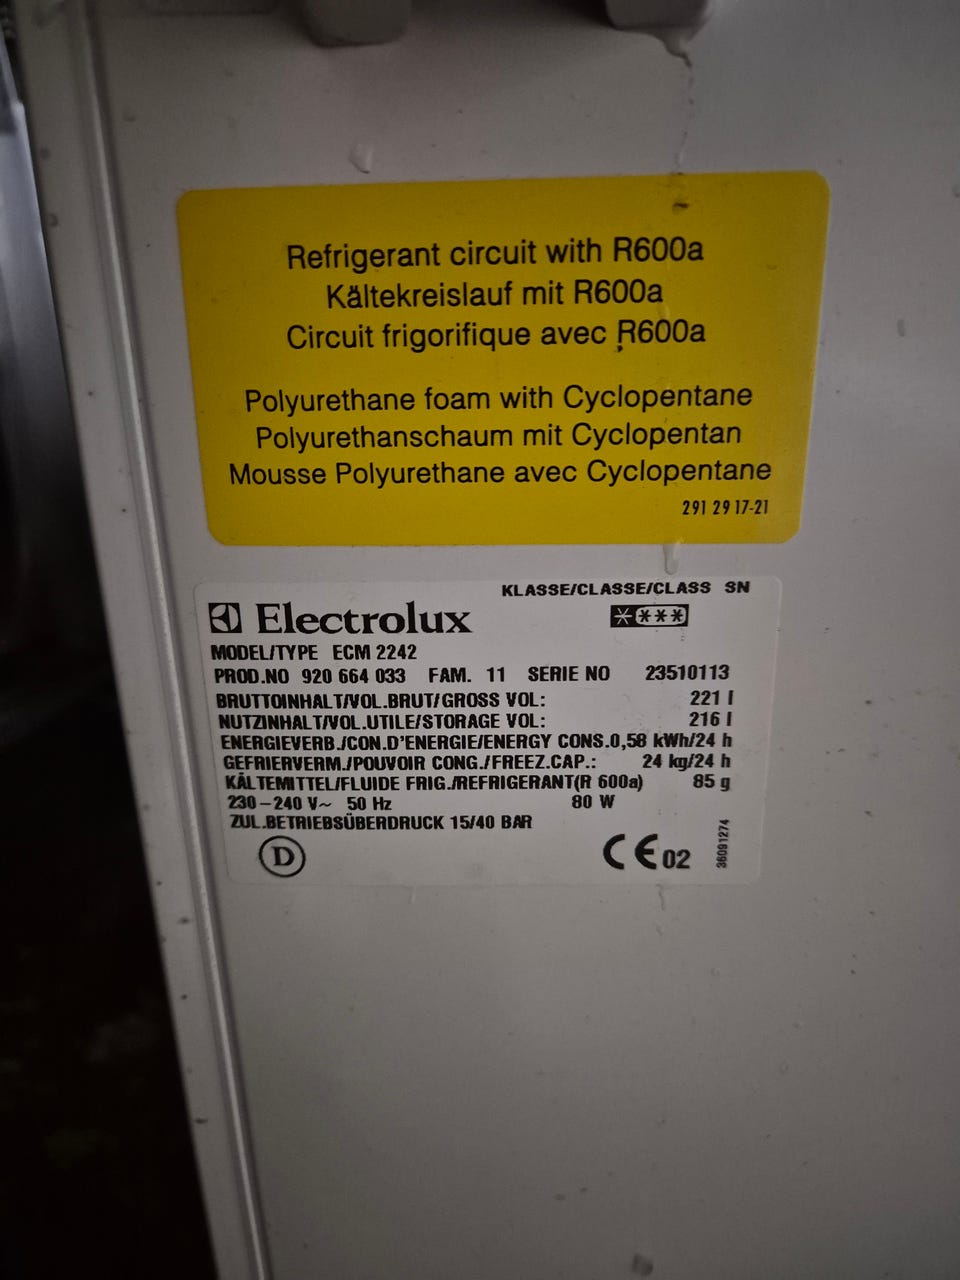 Refrigerant circuit with R600a
Kältekreislauf mit R600a
Circuit frigorifique avec R600a
Polyurethane foam with Cyclopentane
Polyurethanschaum mit Cyclopentan
Mousse Polyurethane avec Cyclopentane
291 29 17-21
KLASSE/CLASSE/CLASS SN
Electrolux
****
MODEL/TYPE ECM 2242
PROD.NO 920 664 033 FAM. 11 SERIE NO 23510113
BRUTTOINHALT/VOL.BRUT/GROSS VOL: 221 l
NUTZINHALT/VOL.UTILE/STORAGE VOL: 216 l
ENERGIEVERB./CON.D'ENERGIE/ENERGY CONS.0,58 kWh/24 h
GEFRIERVERM./POUVOIR CONG./FREEZ.CAP.: 24 kg/24 h
KÄLTEMITTEL/FLUIDE FRIG./REFRIGERANT(R 600a) 85 g
230-240 V~ 50 Hz 80 W
ZUL.BETRIEBSÜBERDRUCK 15/40 BAR
D CE 02
36091274